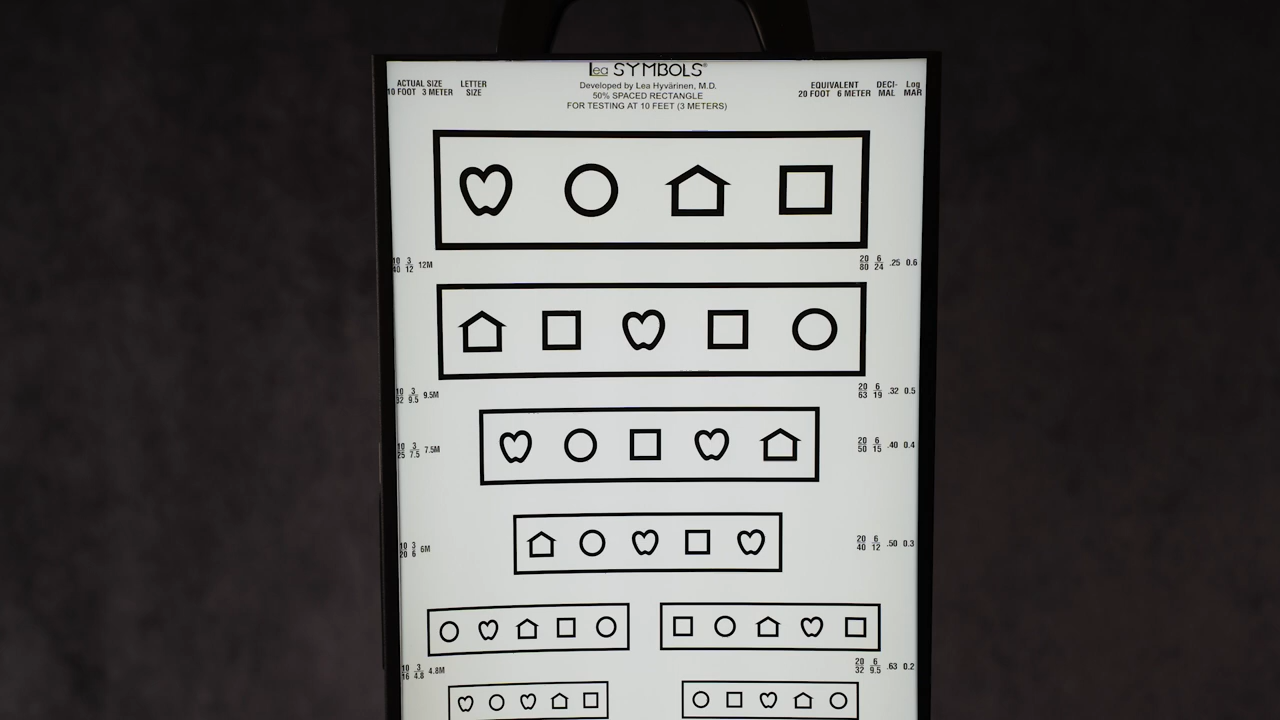 lea SYMBOLS®
Developed by Lea Hyvärinen, M.D.
50% SPACED RECTANGLE
FOR TESTING AT 10 FEET (3 METERS)
ACTUAL SIZE LETTER
10 FOOT 3 METER SIZE
EQUIVALENT DECI- Log
20 FOOT 6 METER MAL MAR
10/40 3/12 12M 20/80 6/24 .25 0.6
10/32 3/9.5 9.5M 20/63 6/19 .32 0.5
10/25 3/7.5 7.5M 20/50 6/15 .40 0.4
10/20 3/6 6M 20/40 6/12 .50 0.3
10/16 3/4.8 4.8M 20/32 6/9.5 .63 0.2